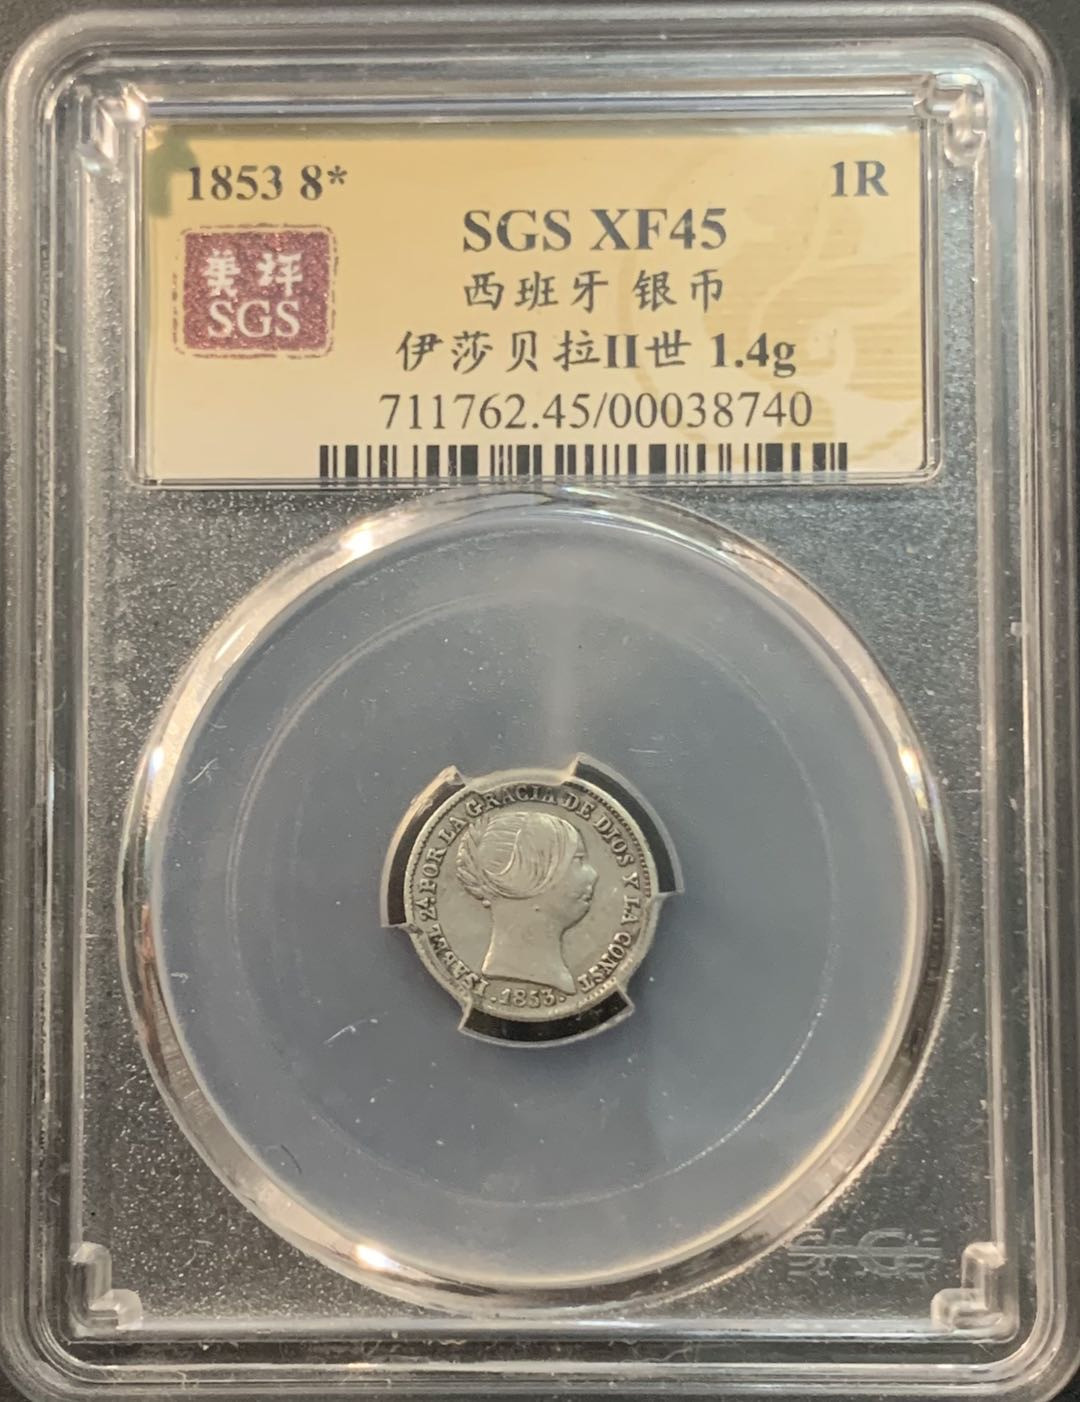 1853 8*
1R
SGS XF45
美评
SGS
西班牙 银币
伊莎贝拉II世 1.4g
711762.45/00038740
ISABEL 2ª POR LA GRACIA DE DIOS Y LA CONST
.1853.